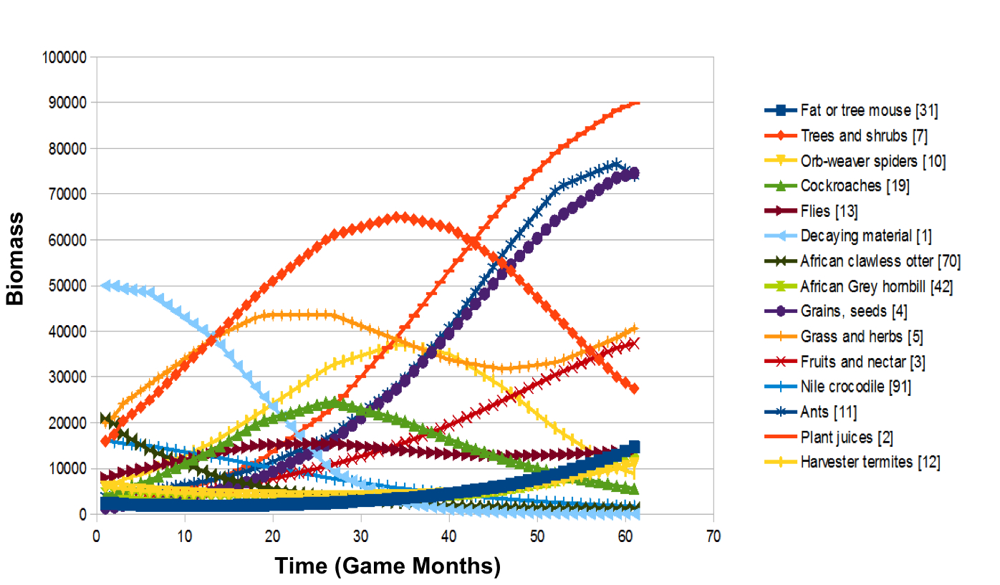 100000
90000
80000
70000
60000
50000
40000
30000
20000
10000
0
0 10 20 30 40 50 60 70
Biomass
Time (Game Months)
Fat or tree mouse [31]
Trees and shrubs [7]
Orb-weaver spiders [10]
Cockroaches [19]
Flies [13]
Decaying material [1]
African clawless otter [70]
African Grey hornbill [42]
Grains, seeds [4]
Grass and herbs [5]
Fruits and nectar [3]
Nile crocodile [91]
Ants [11]
Plant juices [2]
Harvester termites [12]